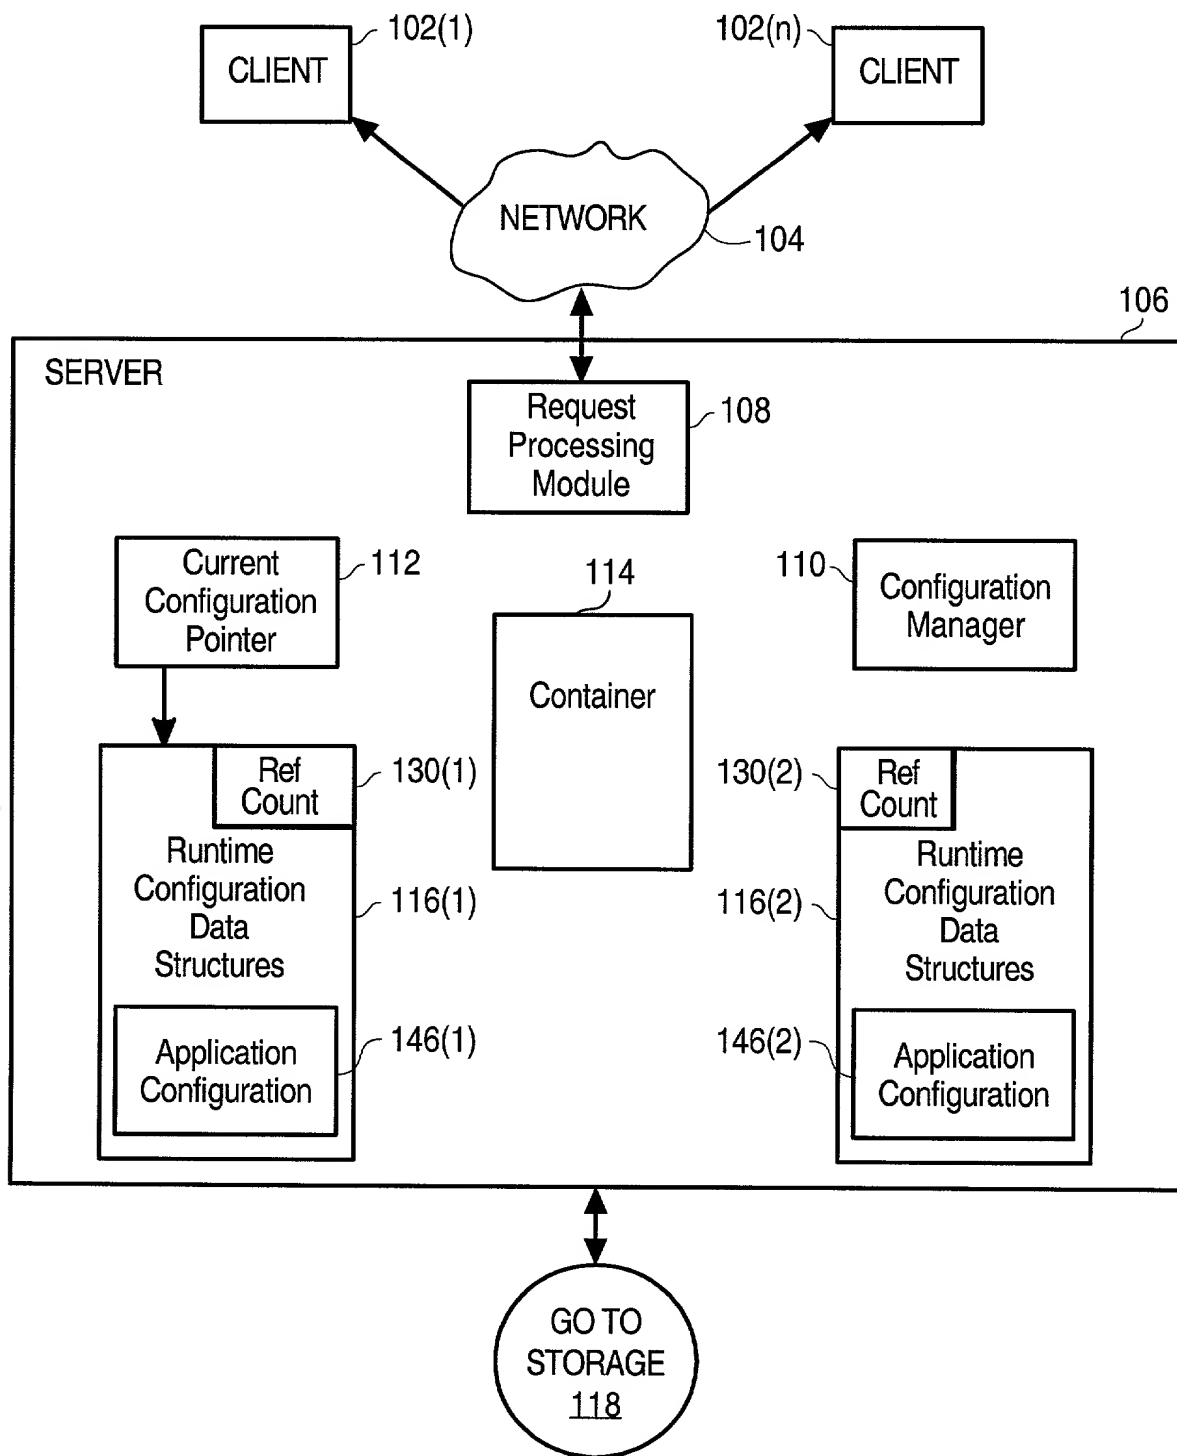 102(1)
102(n)
CLIENT
CLIENT
NETWORK
104
106
SERVER
Request
Processing
Module
108
Current
Configuration
Pointer
112
114
Container
110
Configuration
Manager
Ref
Count
130(1)
Runtime
Configuration
Data
Structures
116(1)
Application
Configuration
146(1)
130(2)
Ref
Count
116(2)
Runtime
Configuration
Data
Structures
146(2)
Application
Configuration
GO TO
STORAGE
118